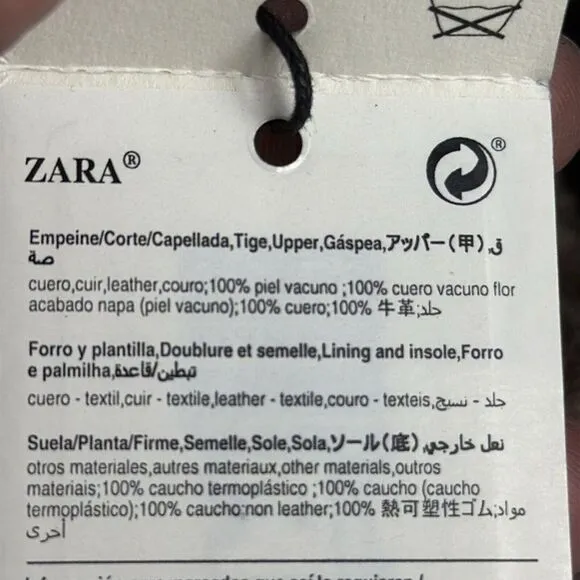 ZARA®
®
Empeine/Corte/Capellada,Tige,Upper,Gáspea,アッパー(甲),ق
صة
cuero,cuir,leather,couro;100% piel vacuno ;100% cuero vacuno flor
acabado napa (piel vacuno);100% cuero;100% 牛革;جلد
Forro y plantilla,Doublure et semelle,Lining and insole,Forro
e palmilha,تبطين/قاعدة
cuero - textil,cuir - textile,leather - textile,couro - texteis,جلد - نسيج
Suela/Planta/Firme,Semelle,Sole,Sola,ソール(底),نعل خارجي
otros materiales,autres materiaux,other materials,outros
materiais;100% caucho termoplástico ;100% caucho (caucho
termoplástico);100% caucho:non leather;100% 熱可塑性ゴム;مواد
أخرى